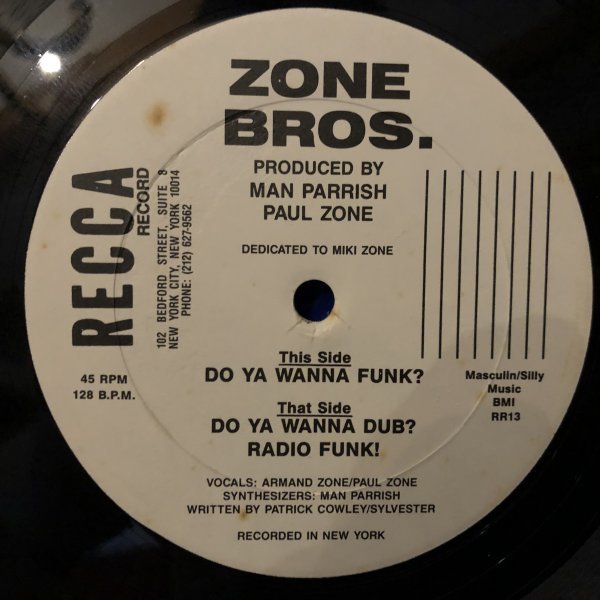 ZONE
BROS.
PRODUCED BY
MAN PARRISH
PAUL ZONE
DEDICATED TO MIKI ZONE
RECCA
RECORD
102 BEDFORD STREET, SUITE 8
NEW YORK CITY, NEW YORK 10014
PHONE: (212) 627-9562
45 RPM
128 B.P.M.
This Side
DO YA WANNA FUNK?
That Side
DO YA WANNA DUB?
RADIO FUNK!
Masculin/Silly
Music
BMI
RR13
VOCALS: ARMAND ZONE/PAUL ZONE
SYNTHESIZERS: MAN PARRISH
WRITTEN BY PATRICK COWLEY/SYLVESTER
RECORDED IN NEW YORK